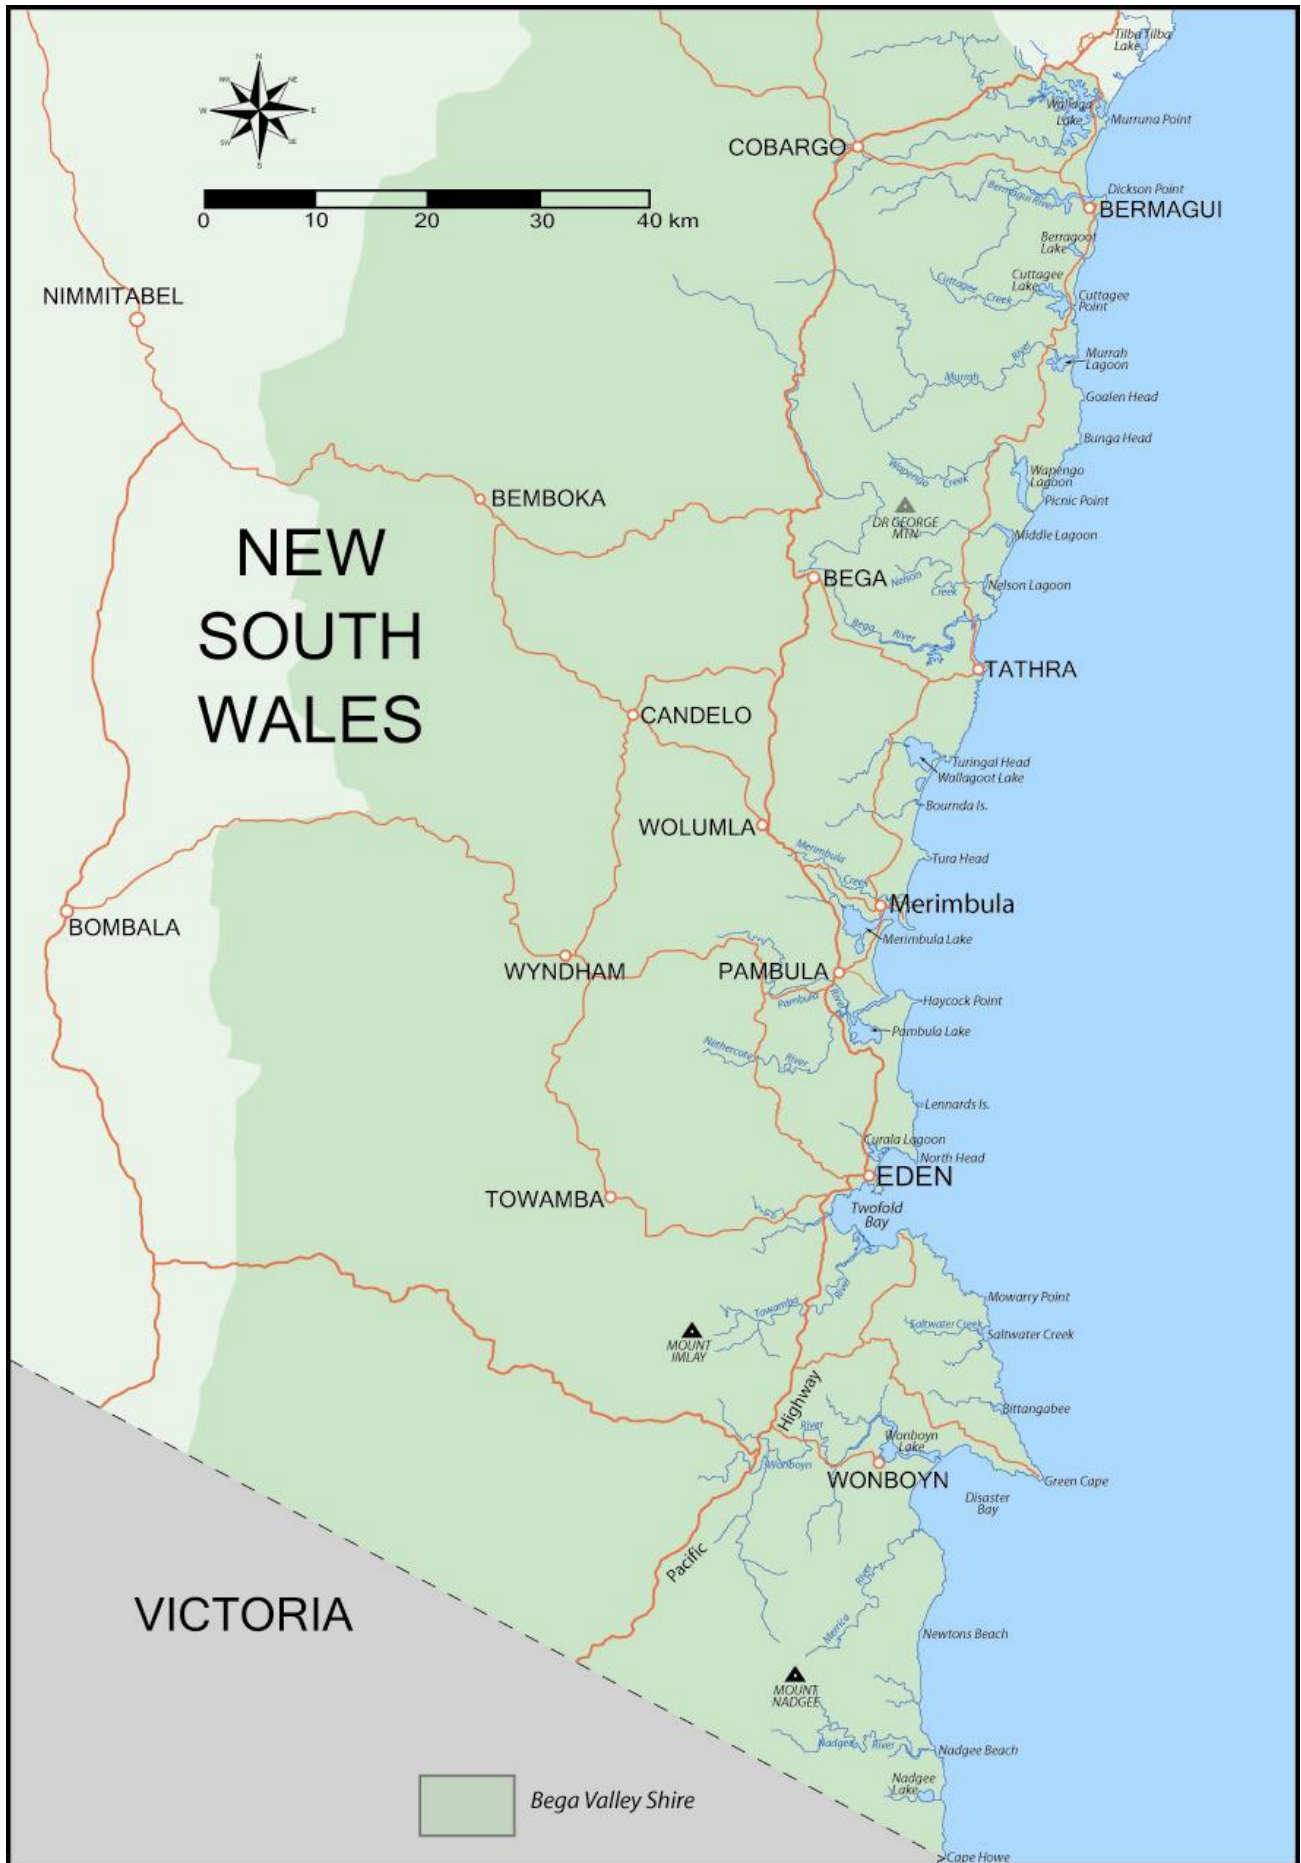 Tilba Tilba
Lake
N
NW
NE
W
E
SW
SE
S
Wallaga
Lake
Murruna Point
COBARGO
0 10 20 30 40 km
Dickson Point
Bermagui Road
River
BERMAGUI
Berragoot
Lake
NIMMITABEL
Cuttagee
Lake
Cuttagee
Creek
Cuttagee
Point
River
Murrah
Murrah
Lagoon
Goalen Head
Bunga Head
Wapengo
Creek
Wapengo
Lagoon
BEMBOKA
Picnic Point
DR GEORGE
MTN
Middle Lagoon
NEW
SOUTH
WALES
BEGA
Nelson
Creek
Nelson Lagoon
Bega River
TATHRA
CANDELO
Turingal Head
Wallagoot Lake
Bournda Is.
WOLUMLA
Merimbula
Creek
Tura Head
Merimbula
BOMBALA
Merimbula Lake
WYNDHAM
PAMBULA
Pambula River
Haycock Point
Pambula Lake
Nethercote River
Lennards Is.
Curala Lagoon
North Head
EDEN
TOWAMBA
Twofold
Bay
Towamba River
Mowarry Point
Saltwater Creek
Saltwater Creek
MOUNT
IMLAY
Highway
Bittangabee
River
Wonboyn
Wonboyn
Lake
WONBOYN
Green Cape
Disaster
Bay
Pacific
VICTORIA
River
Merrica
Newtons Beach
MOUNT
NADGEE
Nadgee River
Nadgee Beach
Nadgee
Lake
Bega Valley Shire
Cape Howe